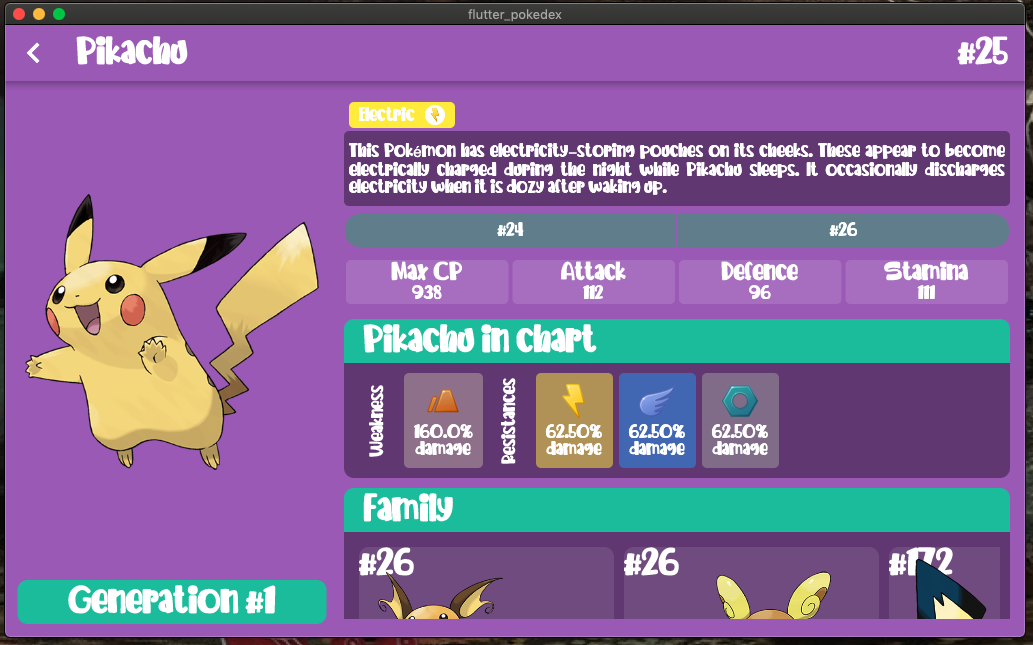 flutter_pokedex
Pikachu
#25
Electric
This Pokémon has electricity-storing pouches on its cheeks. These appear to become
electrically charged during the night while Pikachu sleeps. It occasionally discharges
electricity when it is dozy after waking up.
#24
#26
Max CP
938
Attack
112
Defence
96
Stamina
111
Pikachu in chart
Weakness
160.0%
damage
Resistances
62.50%
damage
62.50%
damage
62.50%
damage
Family
#26
#26
#172
Generation #1